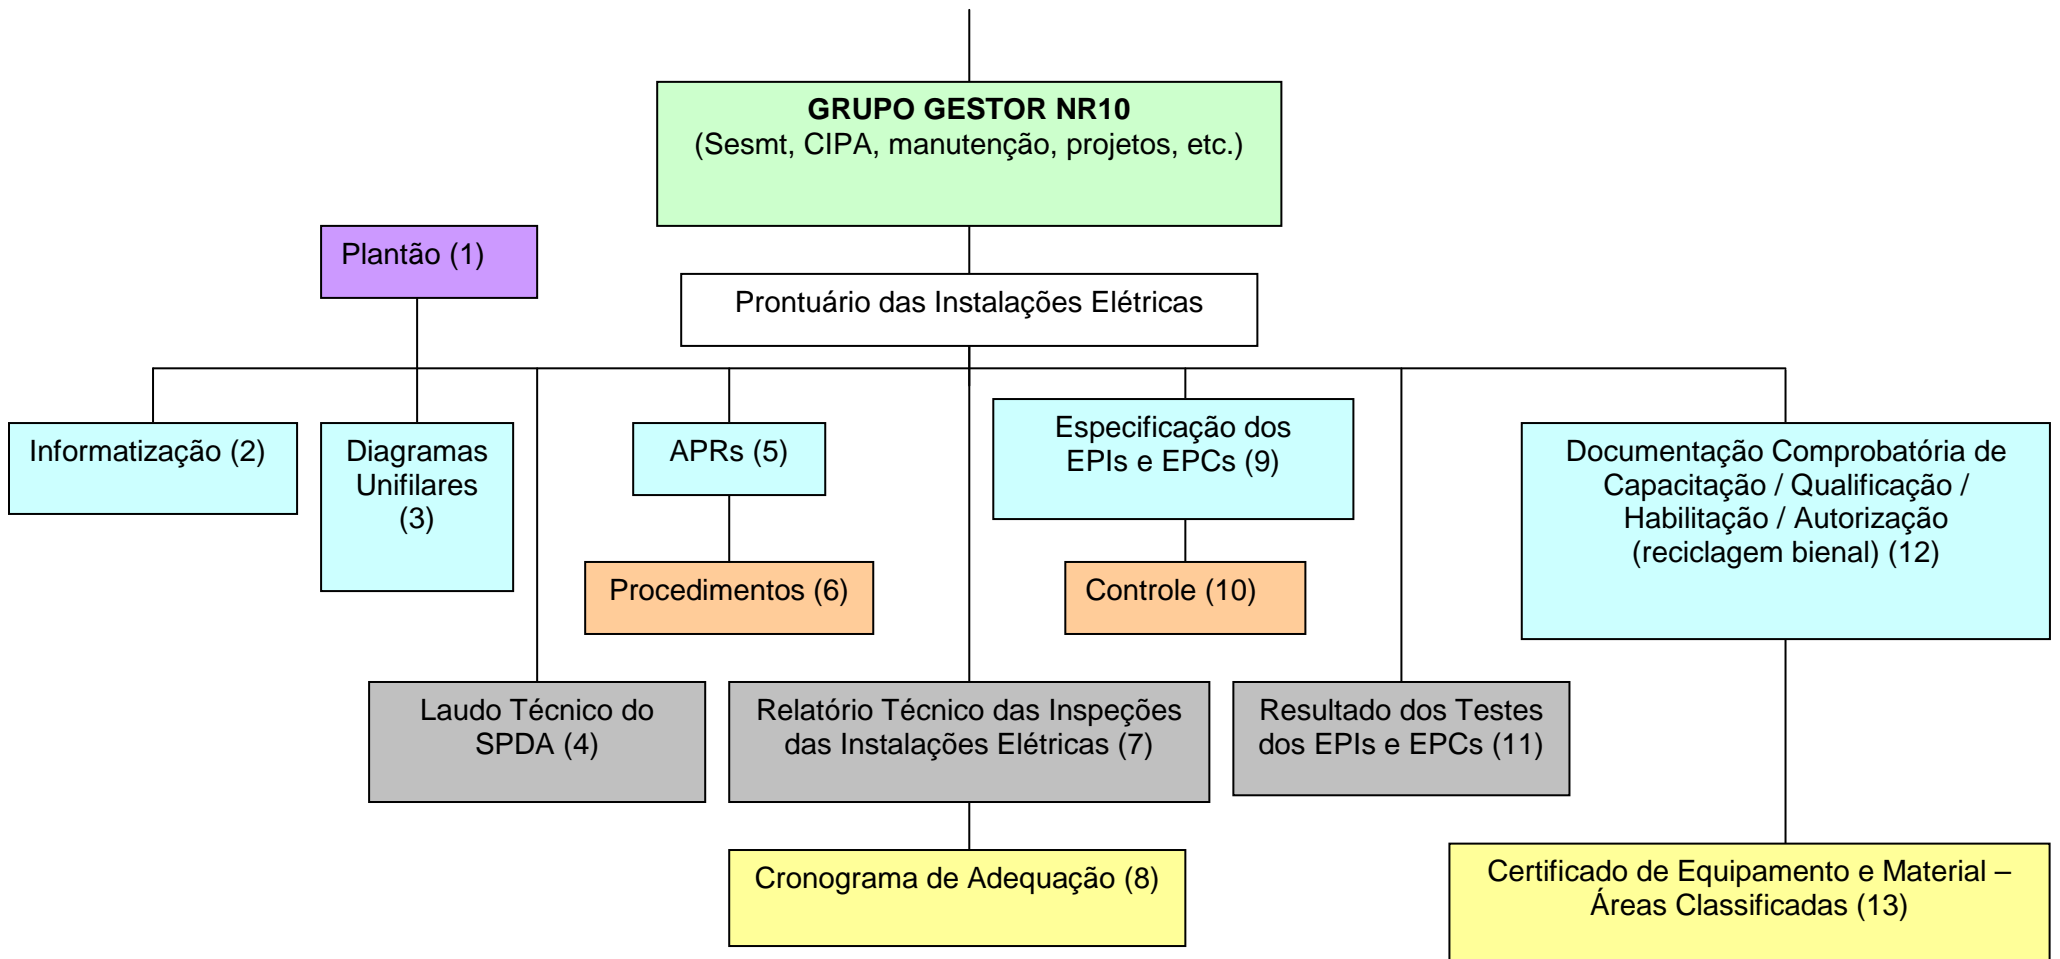 GRUPO GESTOR NR10
(Sesmt, CIPA, manutenção, projetos, etc.)
Plantão (1)
Prontuário das Instalações Elétricas
Informatização (2)
Diagramas
Unifilares
(3)
APRs (5)
Especificação dos
EPIs e EPCs (9)
Documentação Comprobatória de
Capacitação / Qualificação /
Habilitação / Autorização
(reciclagem bienal) (12)
Procedimentos (6)
Controle (10)
Laudo Técnico do
SPDA (4)
Relatório Técnico das Inspeções
das Instalações Elétricas (7)
Resultado dos Testes
dos EPIs e EPCs (11)
Cronograma de Adequação (8)
Certificado de Equipamento e Material –
Áreas Classificadas (13)